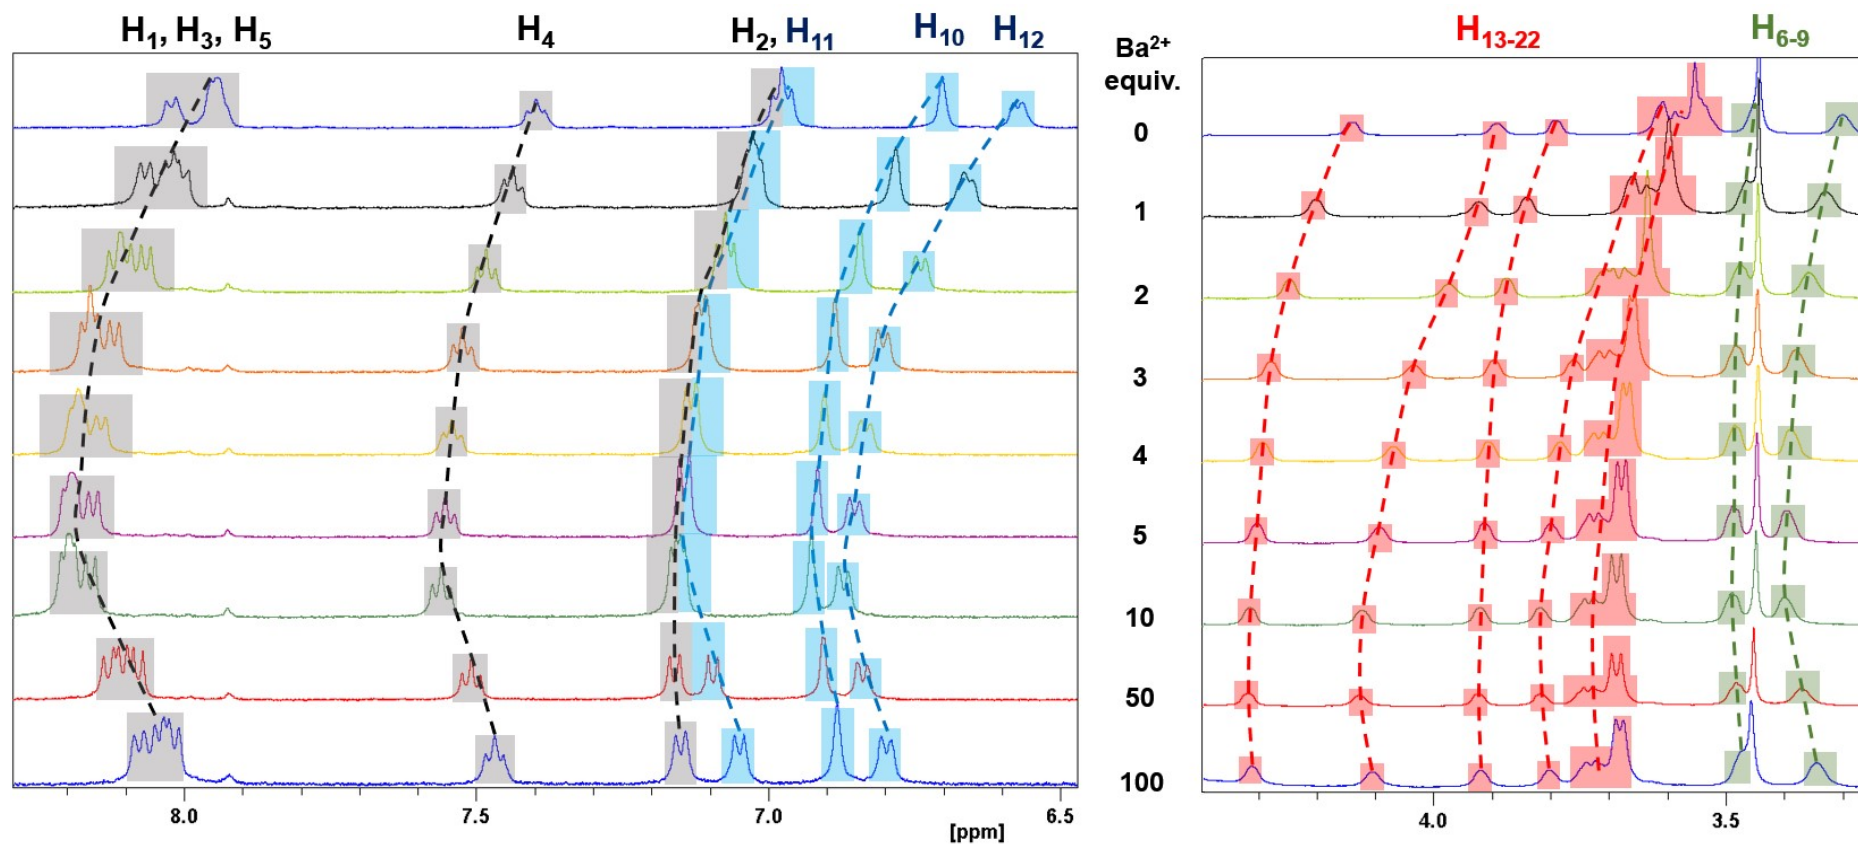 H₁, H₃, H₅ H₄ H₂, H₁₁ H₁₀ H₁₂
Ba²⁺
equiv.
H₁₃₋₂₂ H₆₋₉
0
1
2
3
4
5
10
50
100
8.0 7.5 7.0 6.5
[ppm]
4.0 3.5